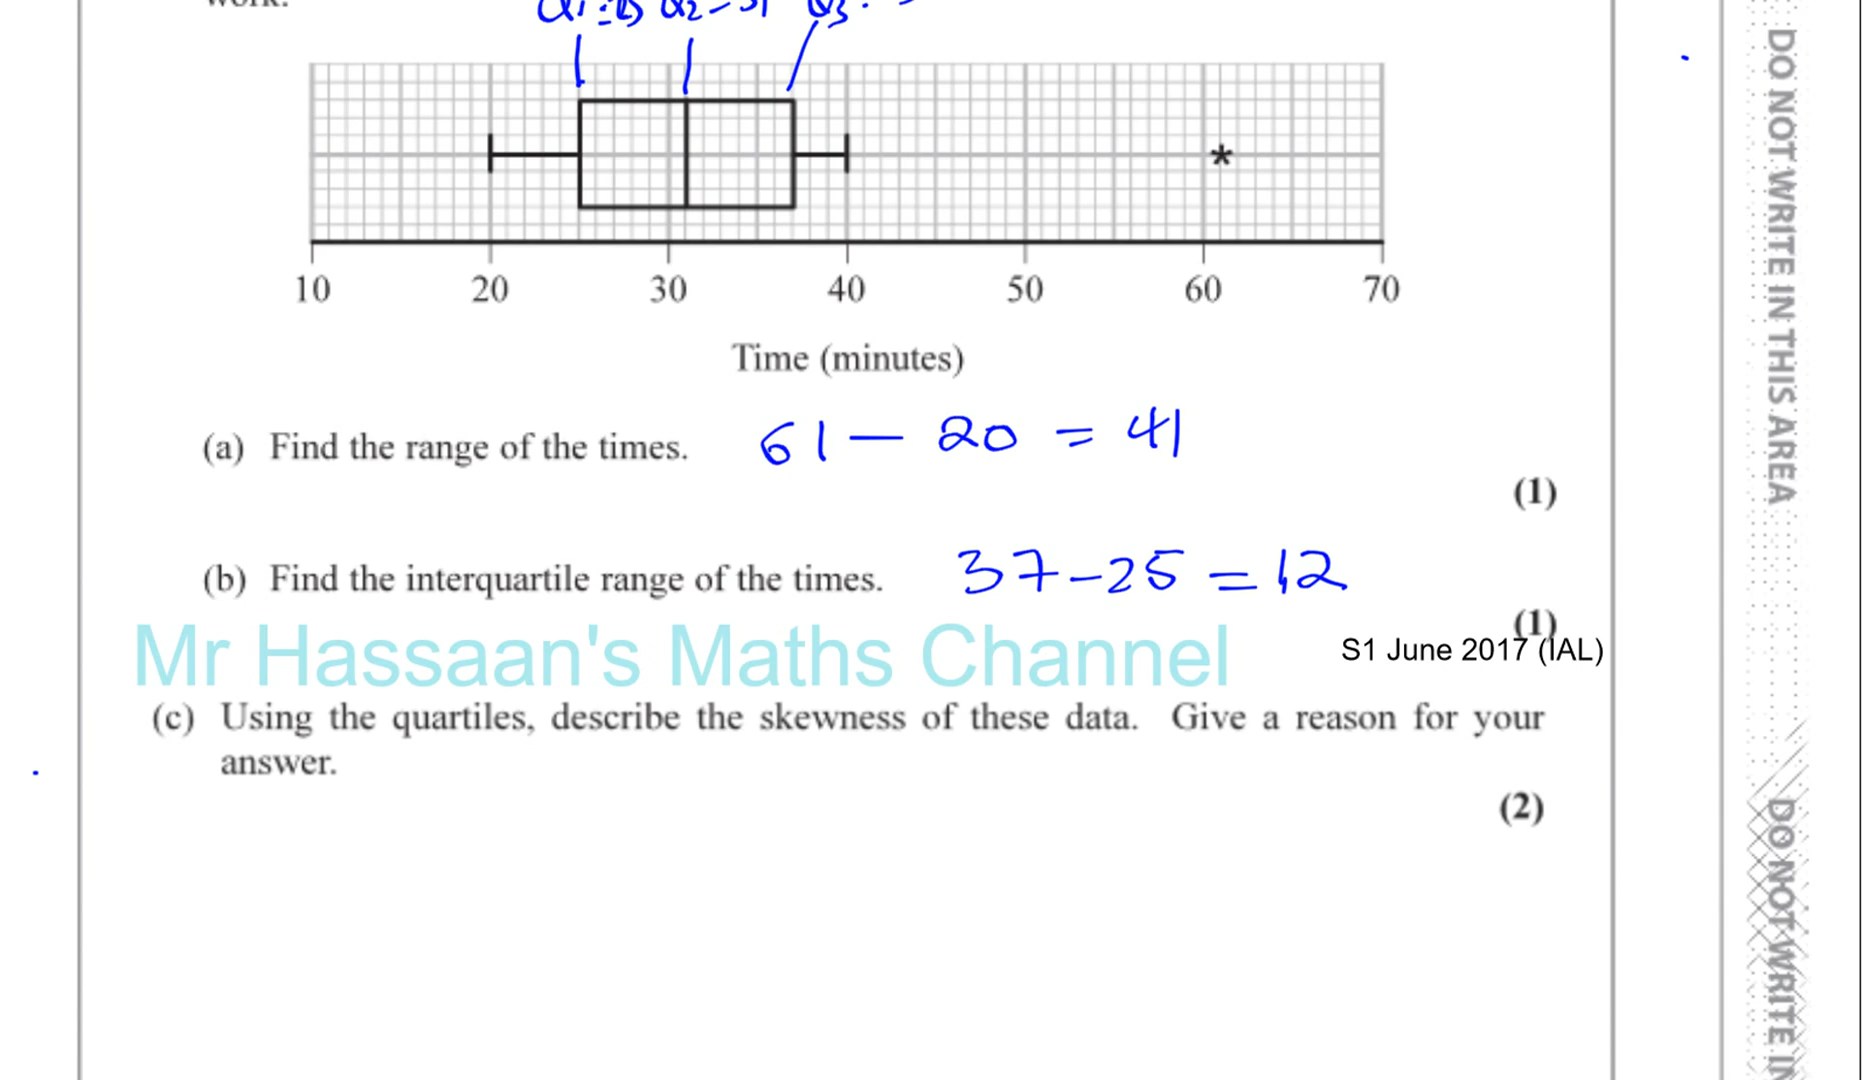 work.
Q1=25 Q2=31 Q3
*
10 20 30 40 50 60 70
Time (minutes)
(a) Find the range of the times. 61 - 20 = 41
(1)
(b) Find the interquartile range of the times. 37-25 = 12
(1)
Mr Hassaan's Maths Channel
S1 June 2017 (IAL)
(c) Using the quartiles, describe the skewness of these data. Give a reason for your
answer.
(2)
DO NOT WRITE IN THIS AREA
DO NOT WRITE IN